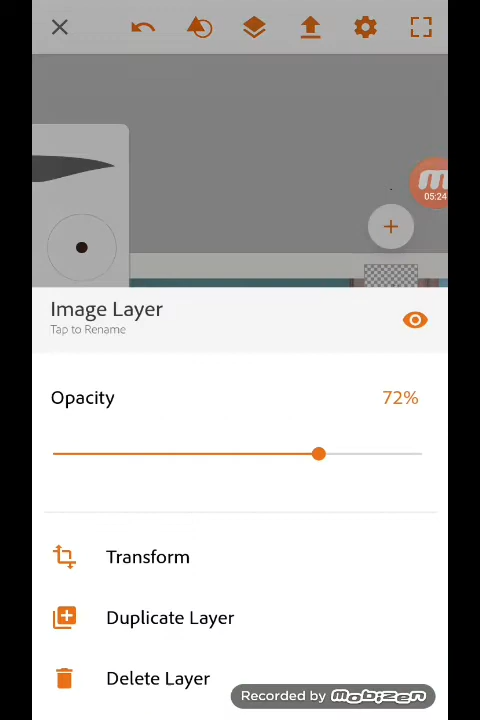 05:24
Image Layer
Tap to Rename
Opacity
72%
Transform
Duplicate Layer
Delete Layer
Recorded by mobizen